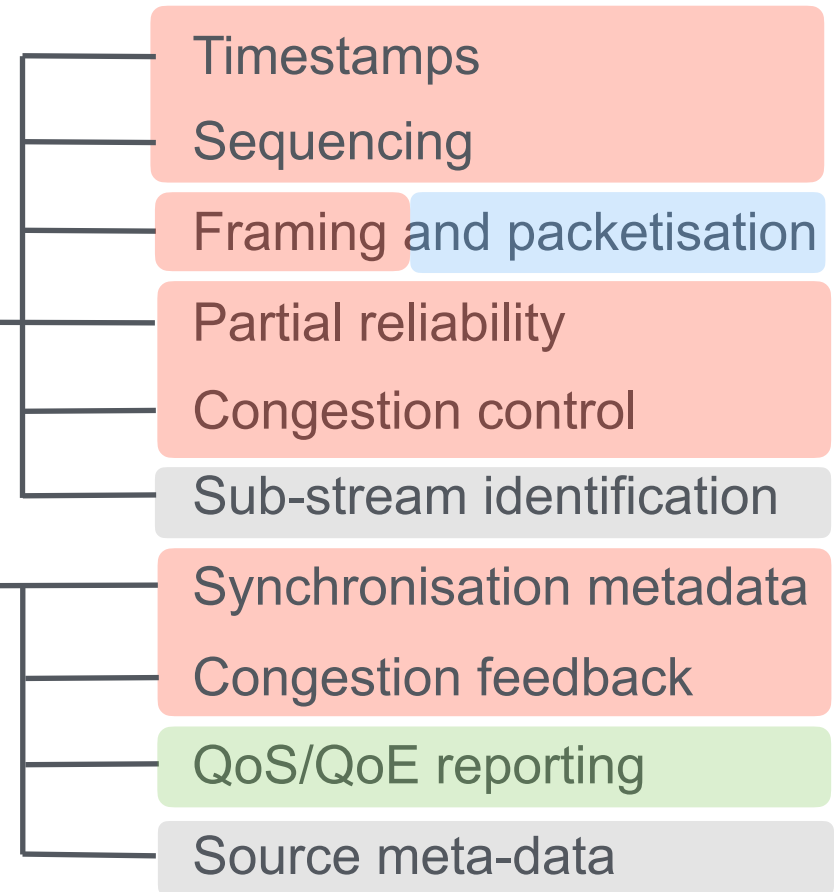 Timestamps
Sequencing
Framing and packetisation
Partial reliability
Congestion control
Sub-stream identification
Synchronisation metadata
Congestion feedback
QoS/QoE reporting
Source meta-data